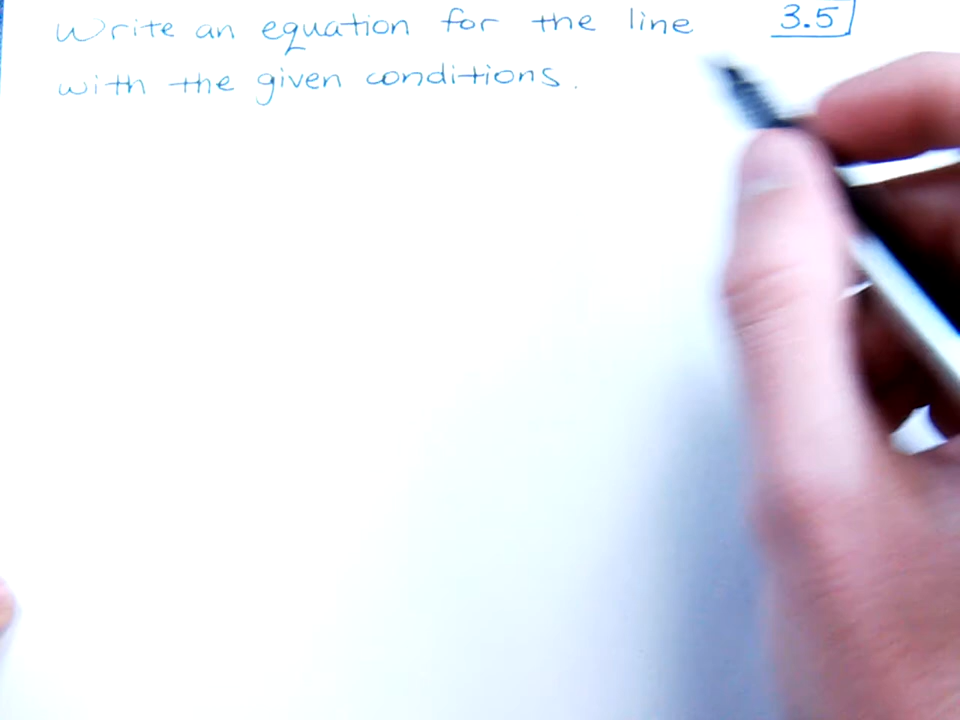 Write an equation for the line 3.5
with the given conditions.